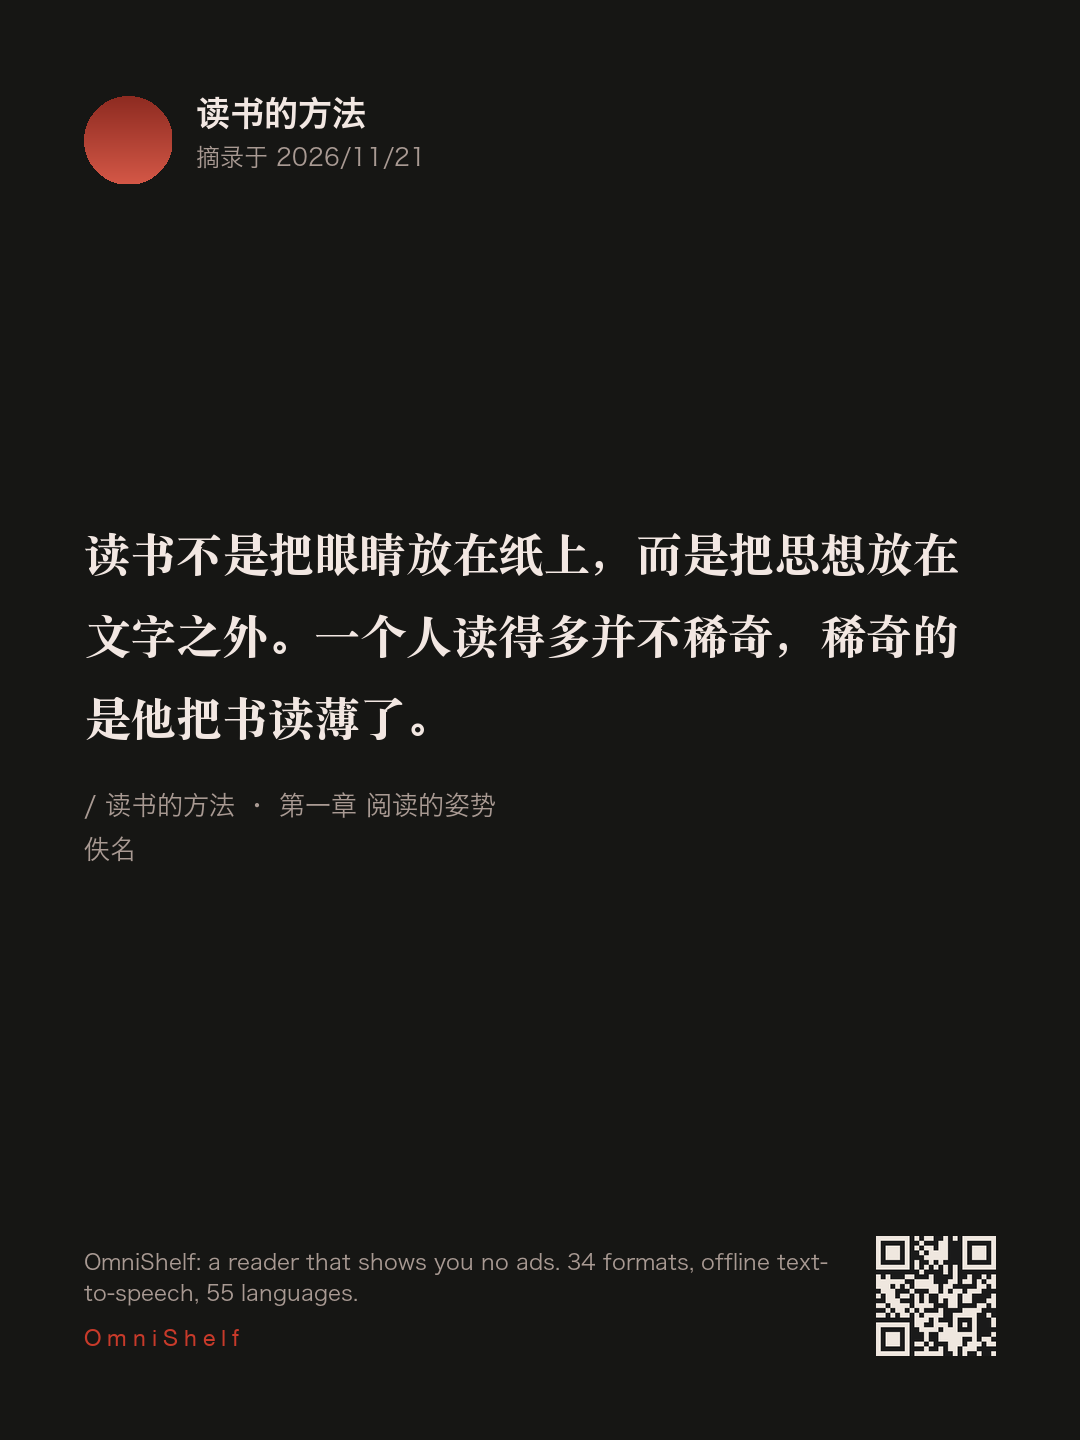 读书的方法
摘录于 2026/11/21
读书不是把眼睛放在纸上，而是把思想放在
文字之外。一个人读得多并不稀奇，稀奇的
是他把书读薄了。
/ 读书的方法 · 第一章 阅读的姿势
佚名
OmniShelf: a reader that shows you no ads. 34 formats, offline text-
to-speech, 55 languages.
OmniShelf